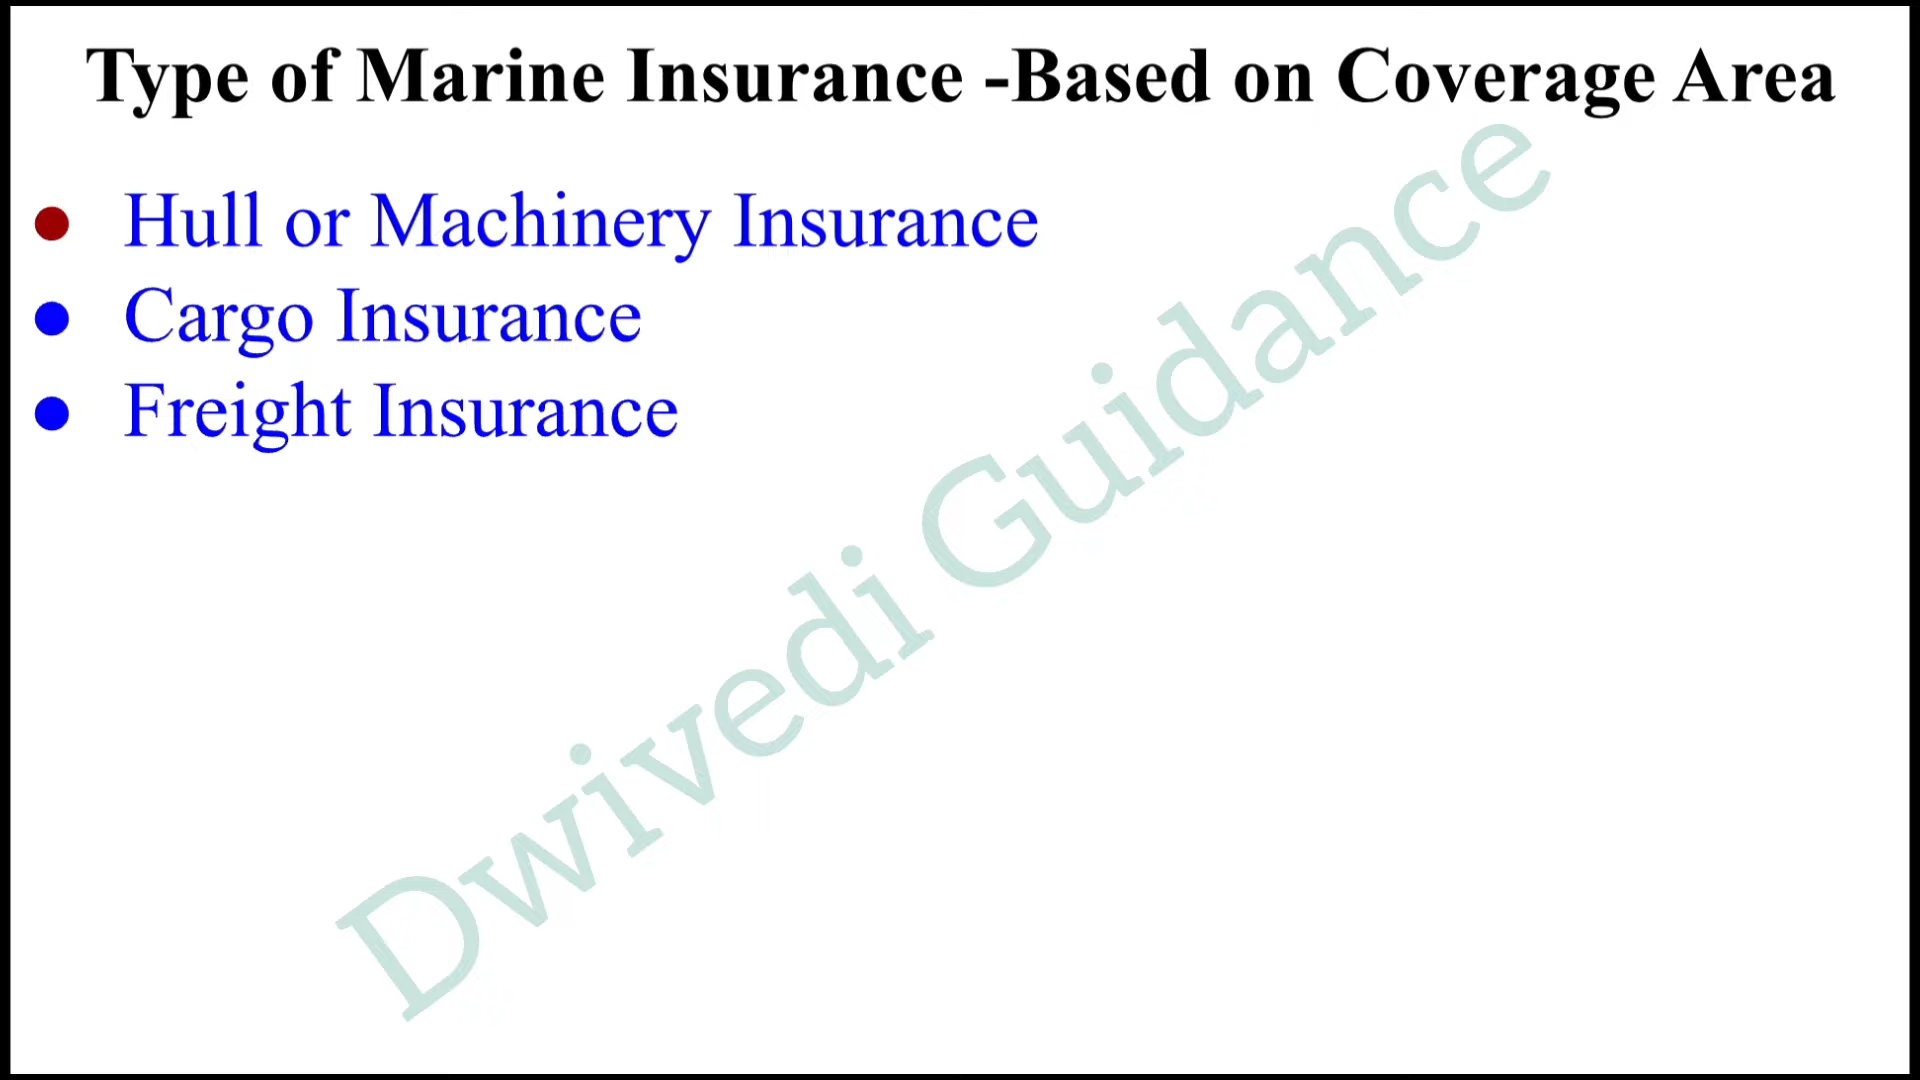 Type of Marine Insurance -Based on Coverage Area
● Hull or Machinery Insurance
● Cargo Insurance
● Freight Insurance
Dwivedi Guidance